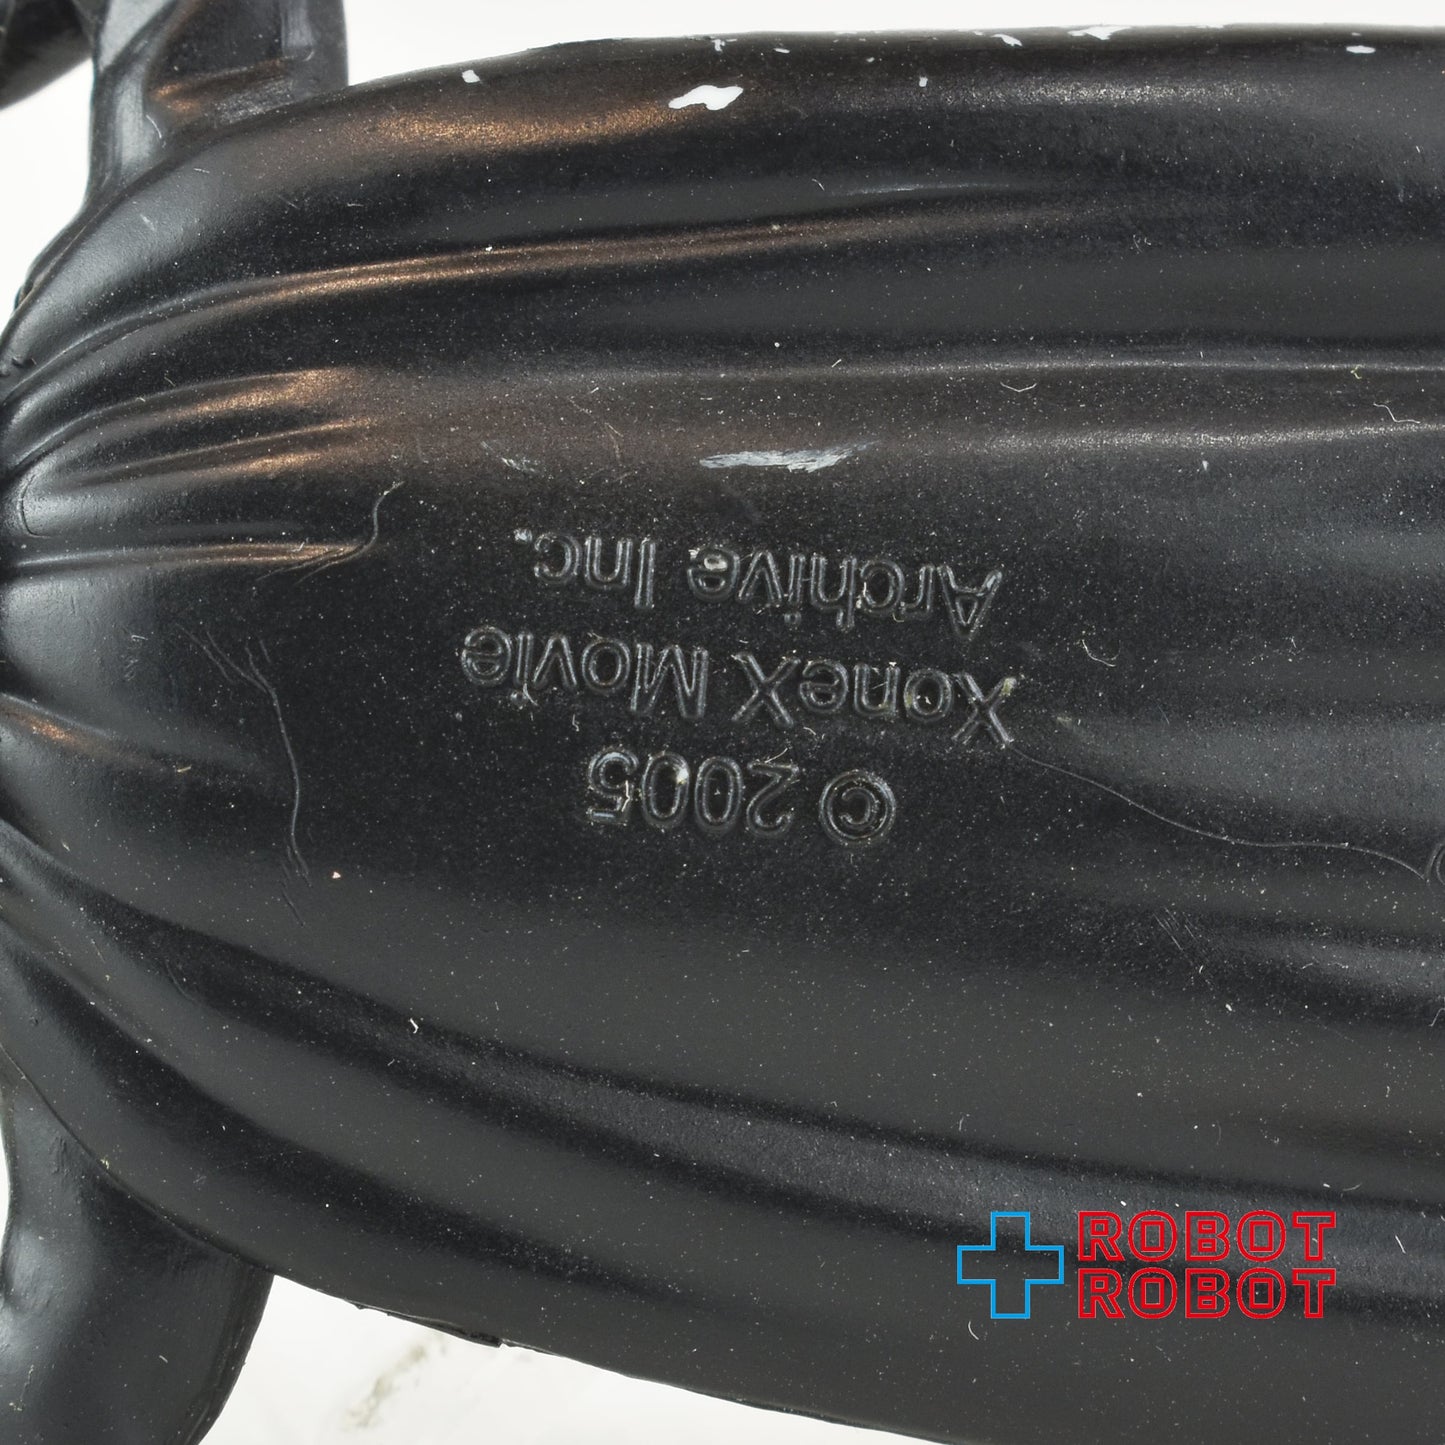 © 2005
XoneX Movie
Archive Inc.
ROBOT
ROBOT